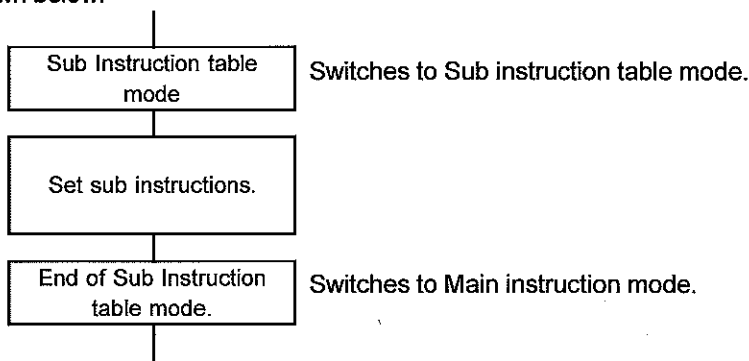 Sub Instruction table
mode
Switches to Sub instruction table mode.
Set sub instructions.
End of Sub Instruction
table mode.
Switches to Main instruction mode.